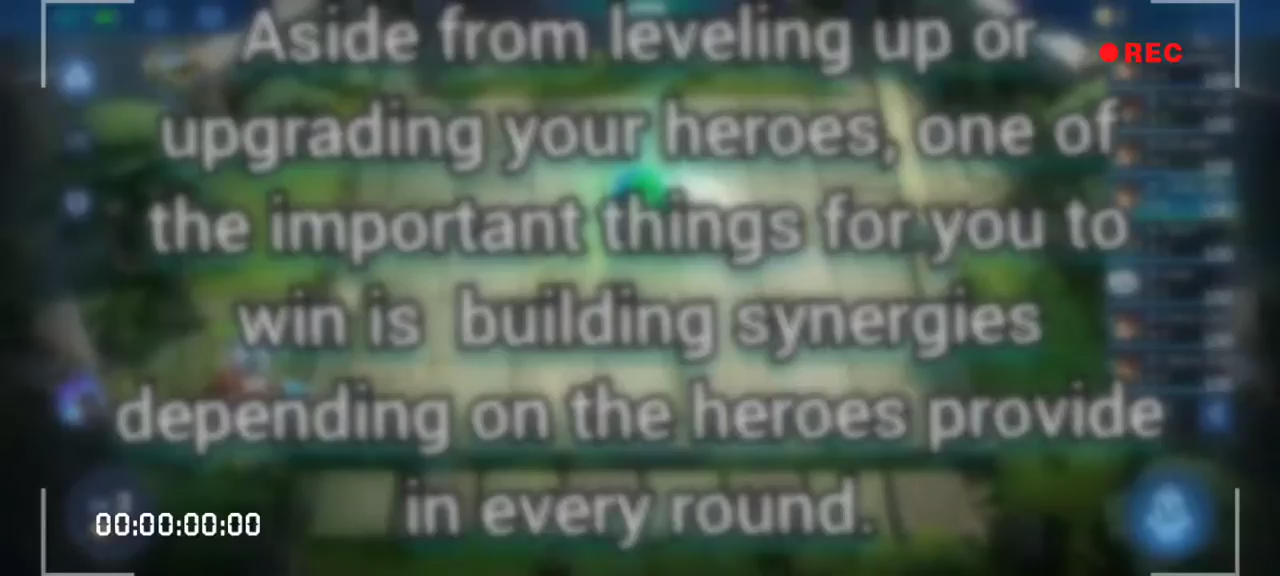 Aside from leveling up or
REC
upgrading your heroes, one of
the important things for you to
win is building synergies
depending on the heroes provide
in every round.
00:00:00:00